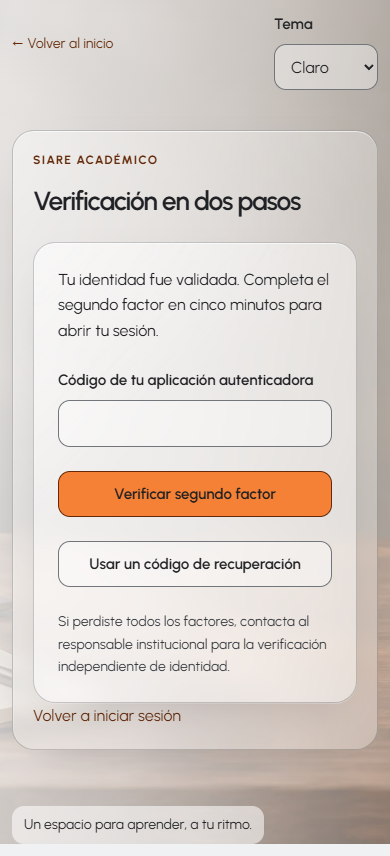 Tema
← Volver al inicio
Claro
SIARE ACADÉMICO
Verificación en dos pasos
Tu identidad fue validada. Completa el
segundo factor en cinco minutos para
abrir tu sesión.
Código de tu aplicación autenticadora
Verificar segundo factor
Usar un código de recuperación
Si perdiste todos los factores, contacta al
responsable institucional para la verificación
independiente de identidad.
Volver a iniciar sesión
Un espacio para aprender, a tu ritmo.